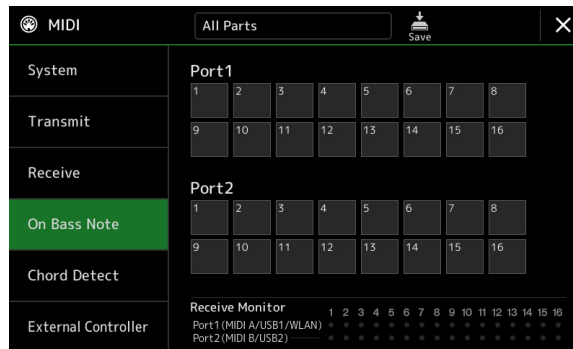 MIDI
All Parts
Save
System
Transmit
Receive
On Bass Note
Chord Detect
External Controller
Port1
1 2 3 4 5 6 7 8
9 10 11 12 13 14 15 16
Port2
1 2 3 4 5 6 7 8
9 10 11 12 13 14 15 16
Receive Monitor 1 2 3 4 5 6 7 8 9 10 11 12 13 14 15 16
Port1(MIDI A/USB1/WLAN)
Port2(MIDI B/USB2)